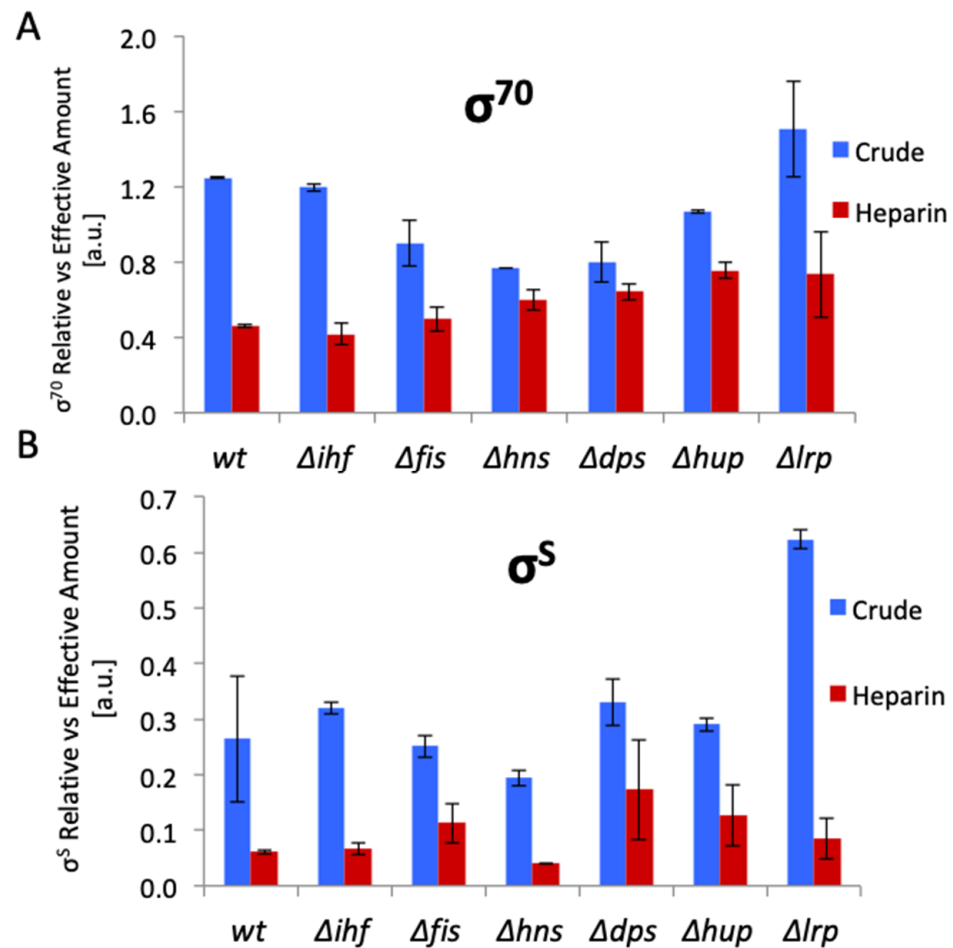 A
σ70 Relative vs Effective Amount
[a.u.]
2.0
1.6
1.2
0.8
0.4
0.0
σ70
Crude
Heparin
wt Δihf Δfis Δhns Δdps Δhup Δlrp
B
σS Relative vs Effective Amount
[a.u.]
0.7
0.6
0.5
0.4
0.3
0.2
0.1
0.0
σS
Crude
Heparin
wt Δihf Δfis Δhns Δdps Δhup Δlrp